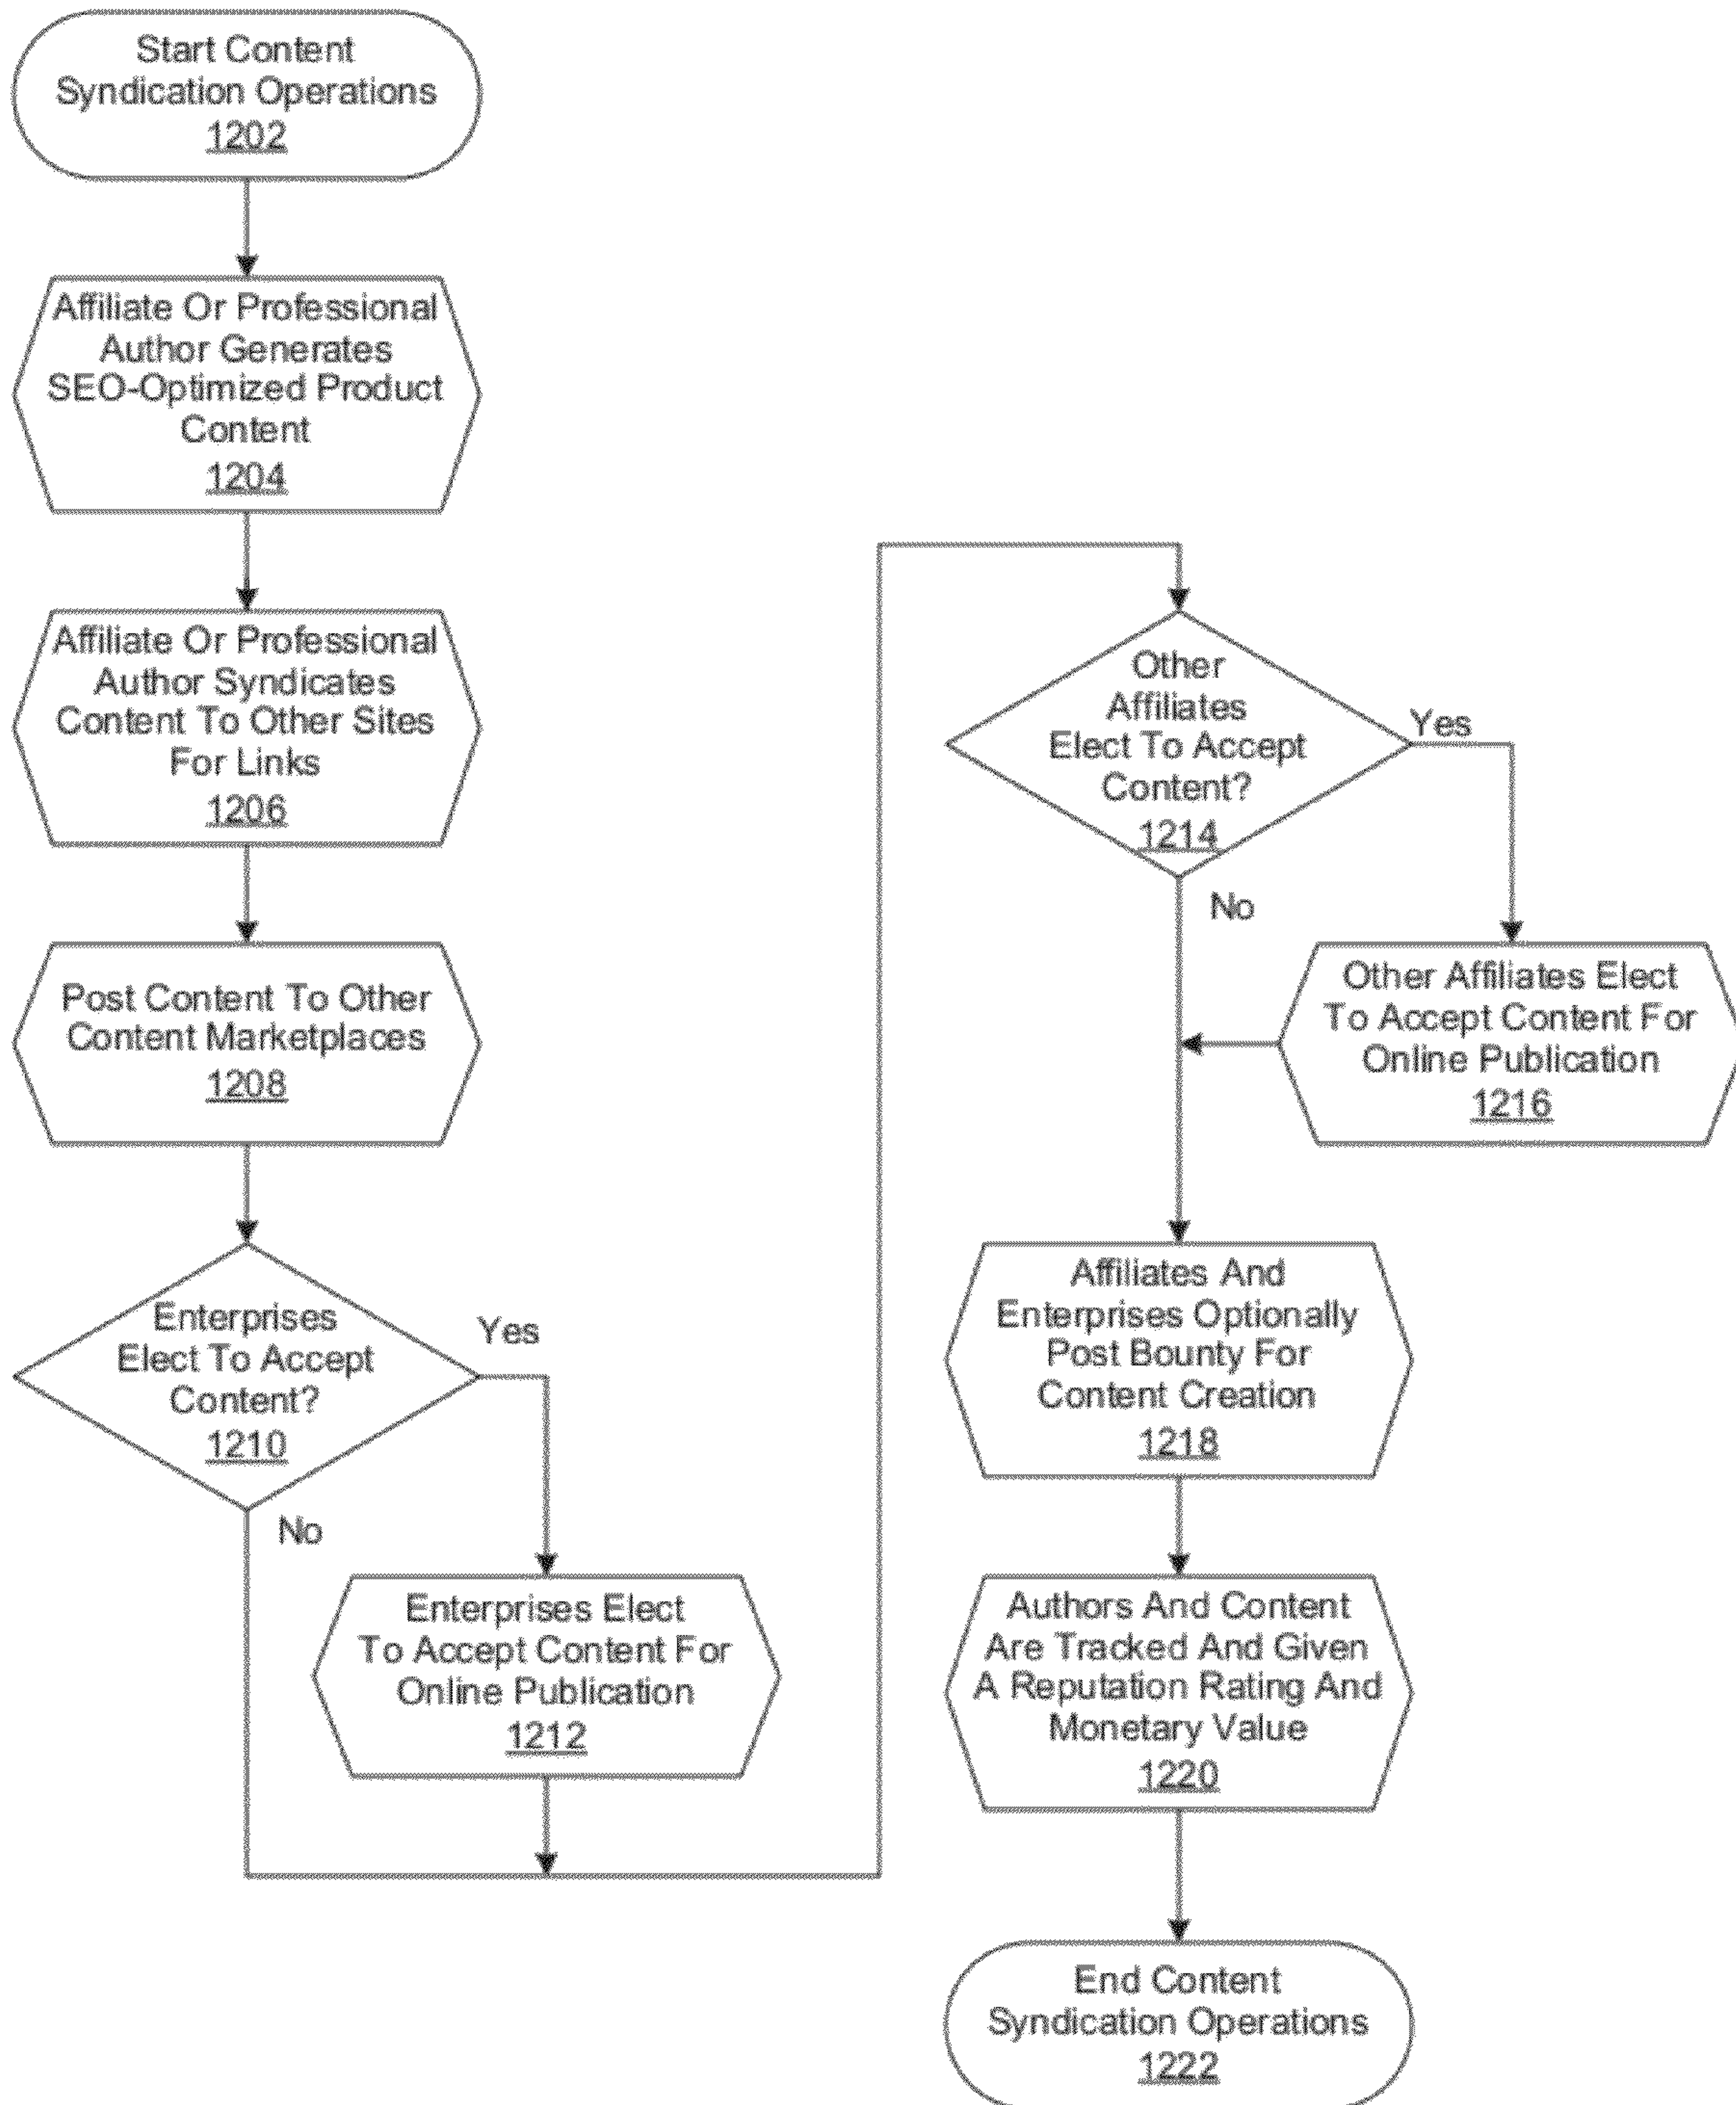 Start Content
Syndication Operations
1202
Affiliate Or Professional
Author Generates
SEO-Optimized Product
Content
1204
Affiliate Or Professional
Author Syndicates
Content To Other Sites
For Links
1206
Post Content To Other
Content Marketplaces
1208
Enterprises
Elect To Accept
Content?
1210
Yes
No
Enterprises Elect
To Accept Content For
Online Publication
1212
Other
Affiliates
Elect To Accept
Content?
1214
Yes
No
Other Affiliates Elect
To Accept Content For
Online Publication
1216
Affiliates And
Enterprises Optionally
Post Bounty For
Content Creation
1218
Authors And Content
Are Tracked And Given
A Reputation Rating And
Monetary Value
1220
End Content
Syndication Operations
1222